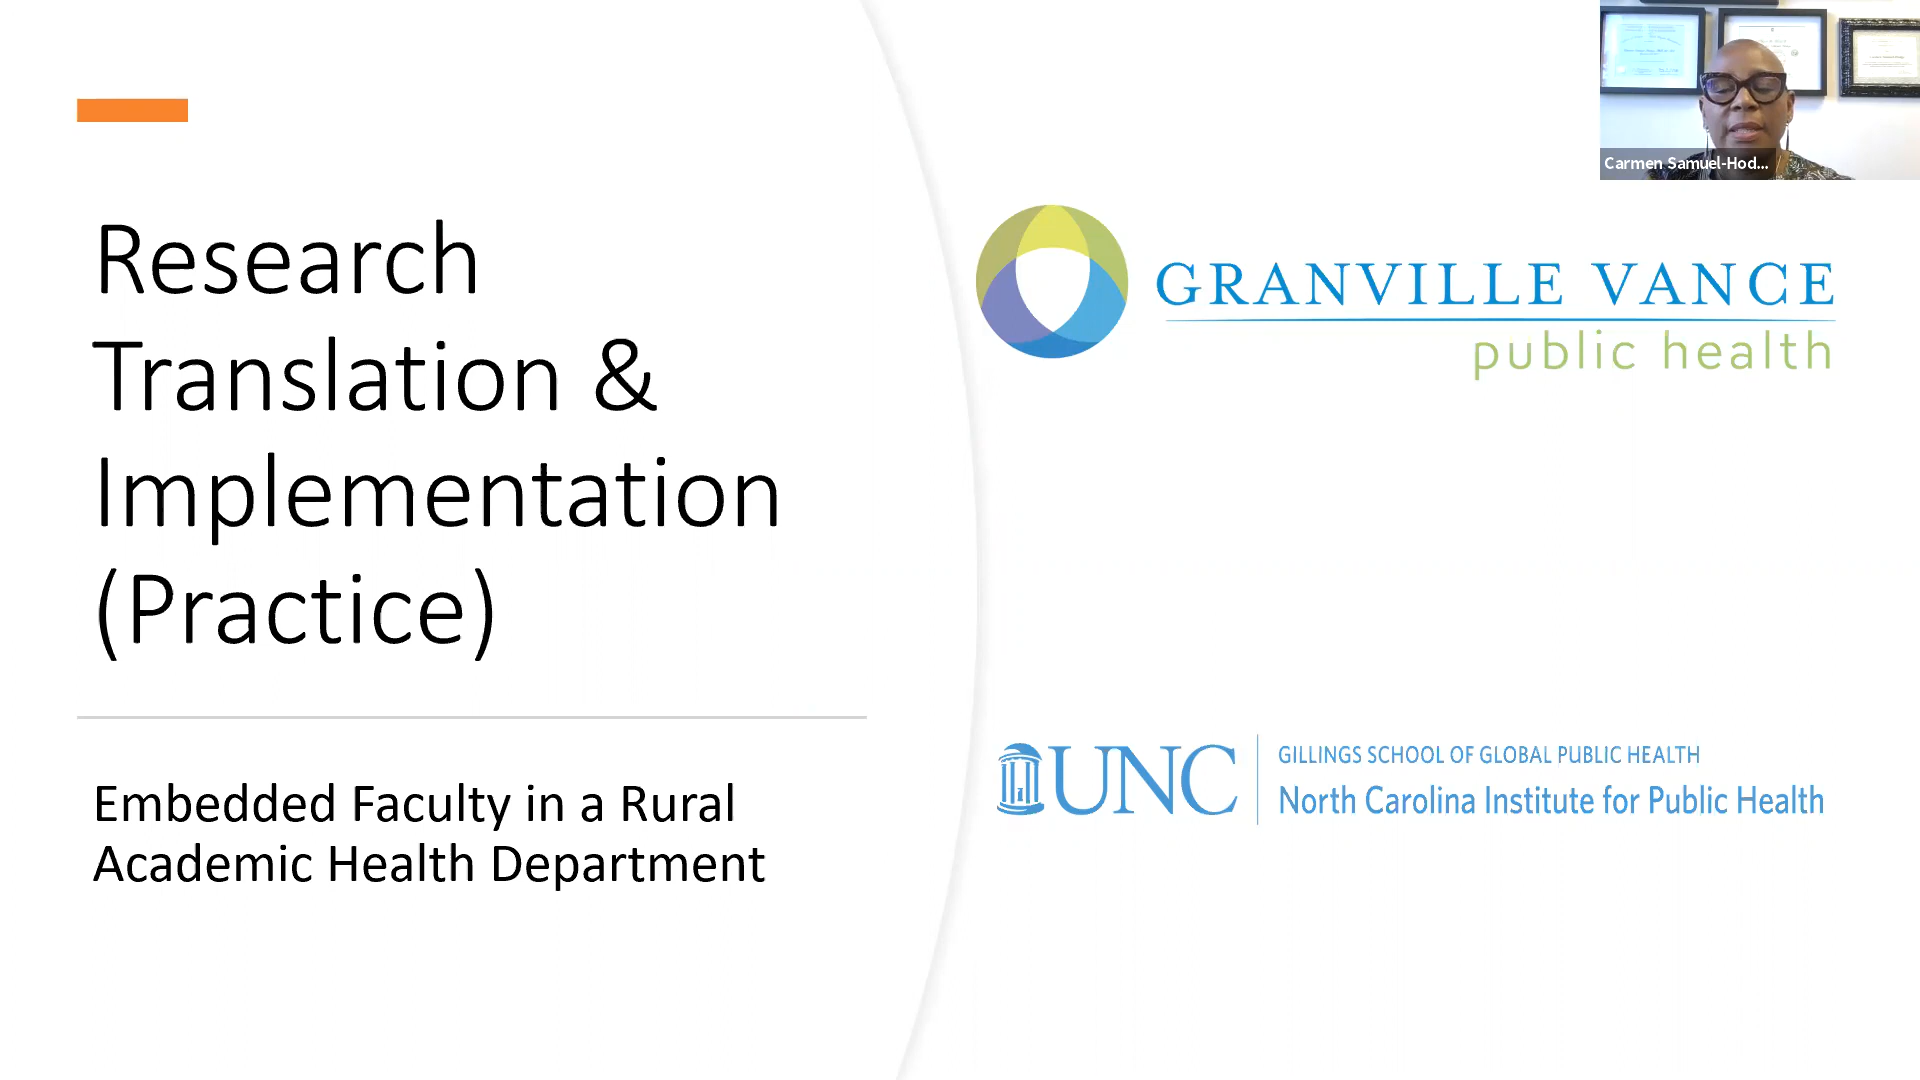 Research
Translation &
Implementation
(Practice)
Embedded Faculty in a Rural
Academic Health Department
GRANVILLE VANCE
public health
UNC
GILLINGS SCHOOL OF GLOBAL PUBLIC HEALTH
North Carolina Institute for Public Health
Carmen Samuel-Hod...